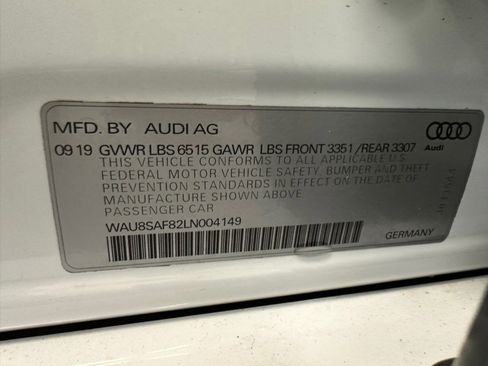 MFD. BY AUDI AG
09 19 GVWR LBS 6515 GAWR LBS FRONT 3351 /REAR 3307
THIS VEHICLE CONFORMS TO ALL APPLICABLE U.S.
FEDERAL MOTOR VEHICLE SAFETY, BUMPER AND THEFT
PREVENTION STANDARDS IN EFFECT ON THE DATE OF
MANUFACTURE SHOWN ABOVE
PASSENGER CAR
WAU8SAF82LN004149
Audi
GERMANY